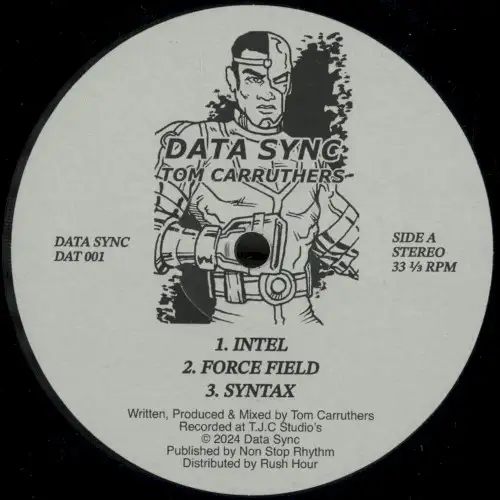 DATA SYNC
TOM CARRUTHERS
DATA SYNC
DAT 001
SIDE A
STEREO
33 ⅓ RPM
1. INTEL
2. FORCE FIELD
3. SYNTAX
Written, Produced & Mixed by Tom Carruthers
Recorded at T.J.C Studio's
© 2024 Data Sync
Published by Non Stop Rhythm
Distributed by Rush Hour